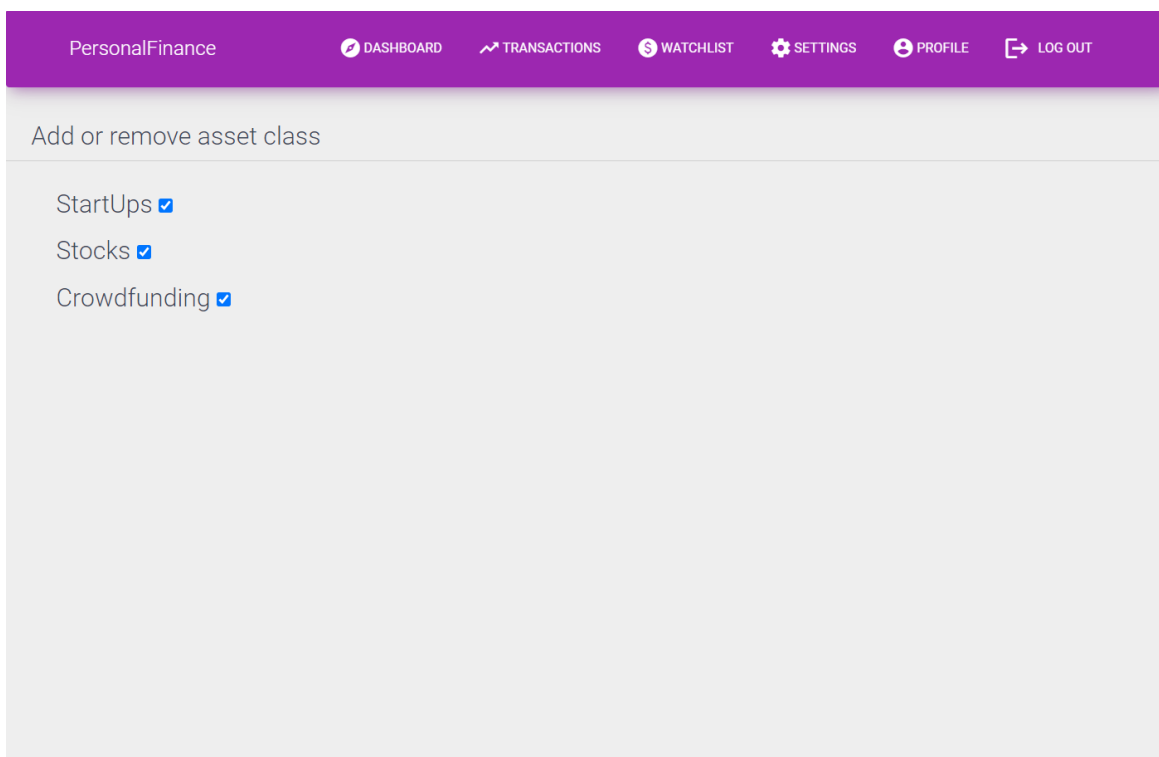 PersonalFinance DASHBOARD TRANSACTIONS WATCHLIST SETTINGS PROFILE LOG OUT
Add or remove asset class
StartUps
Stocks
Crowdfunding